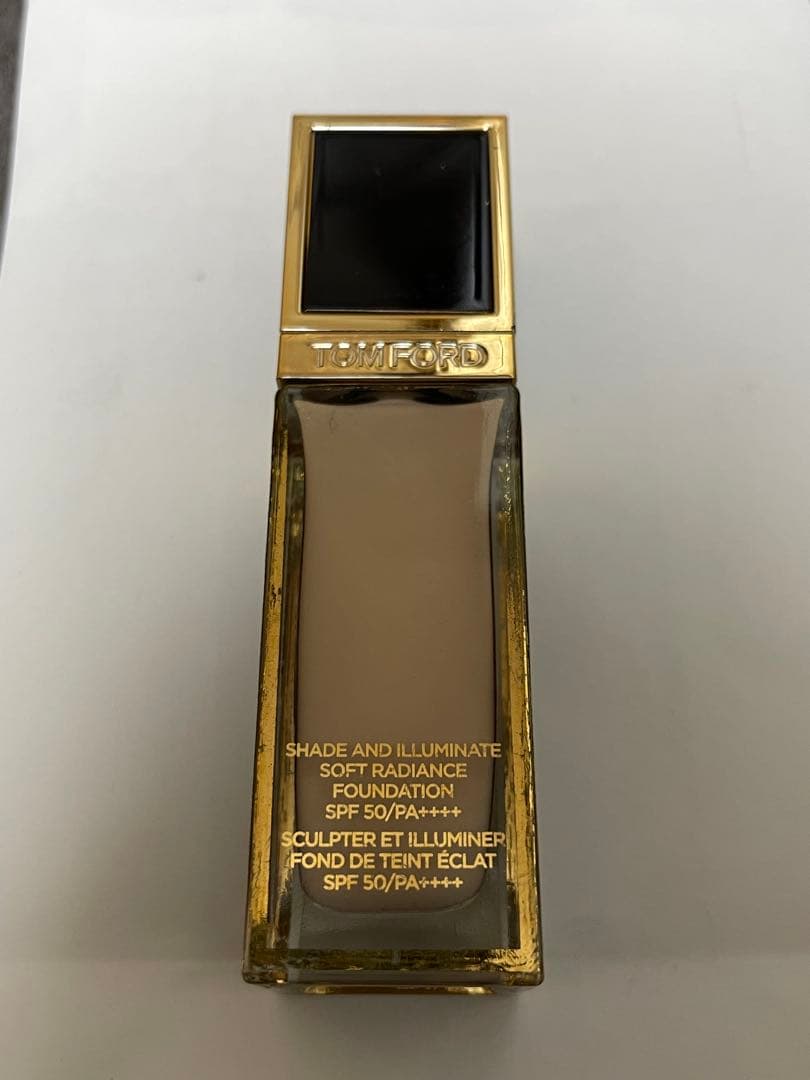 TOM FORD
SHADE AND ILLUMINATE
SOFT RADIANCE
FOUNDATION
SPF 50/PA++++
SCULPTER ET ILLUMINER
FOND DE TEINT ÉCLAT
SPF 50/PA++++